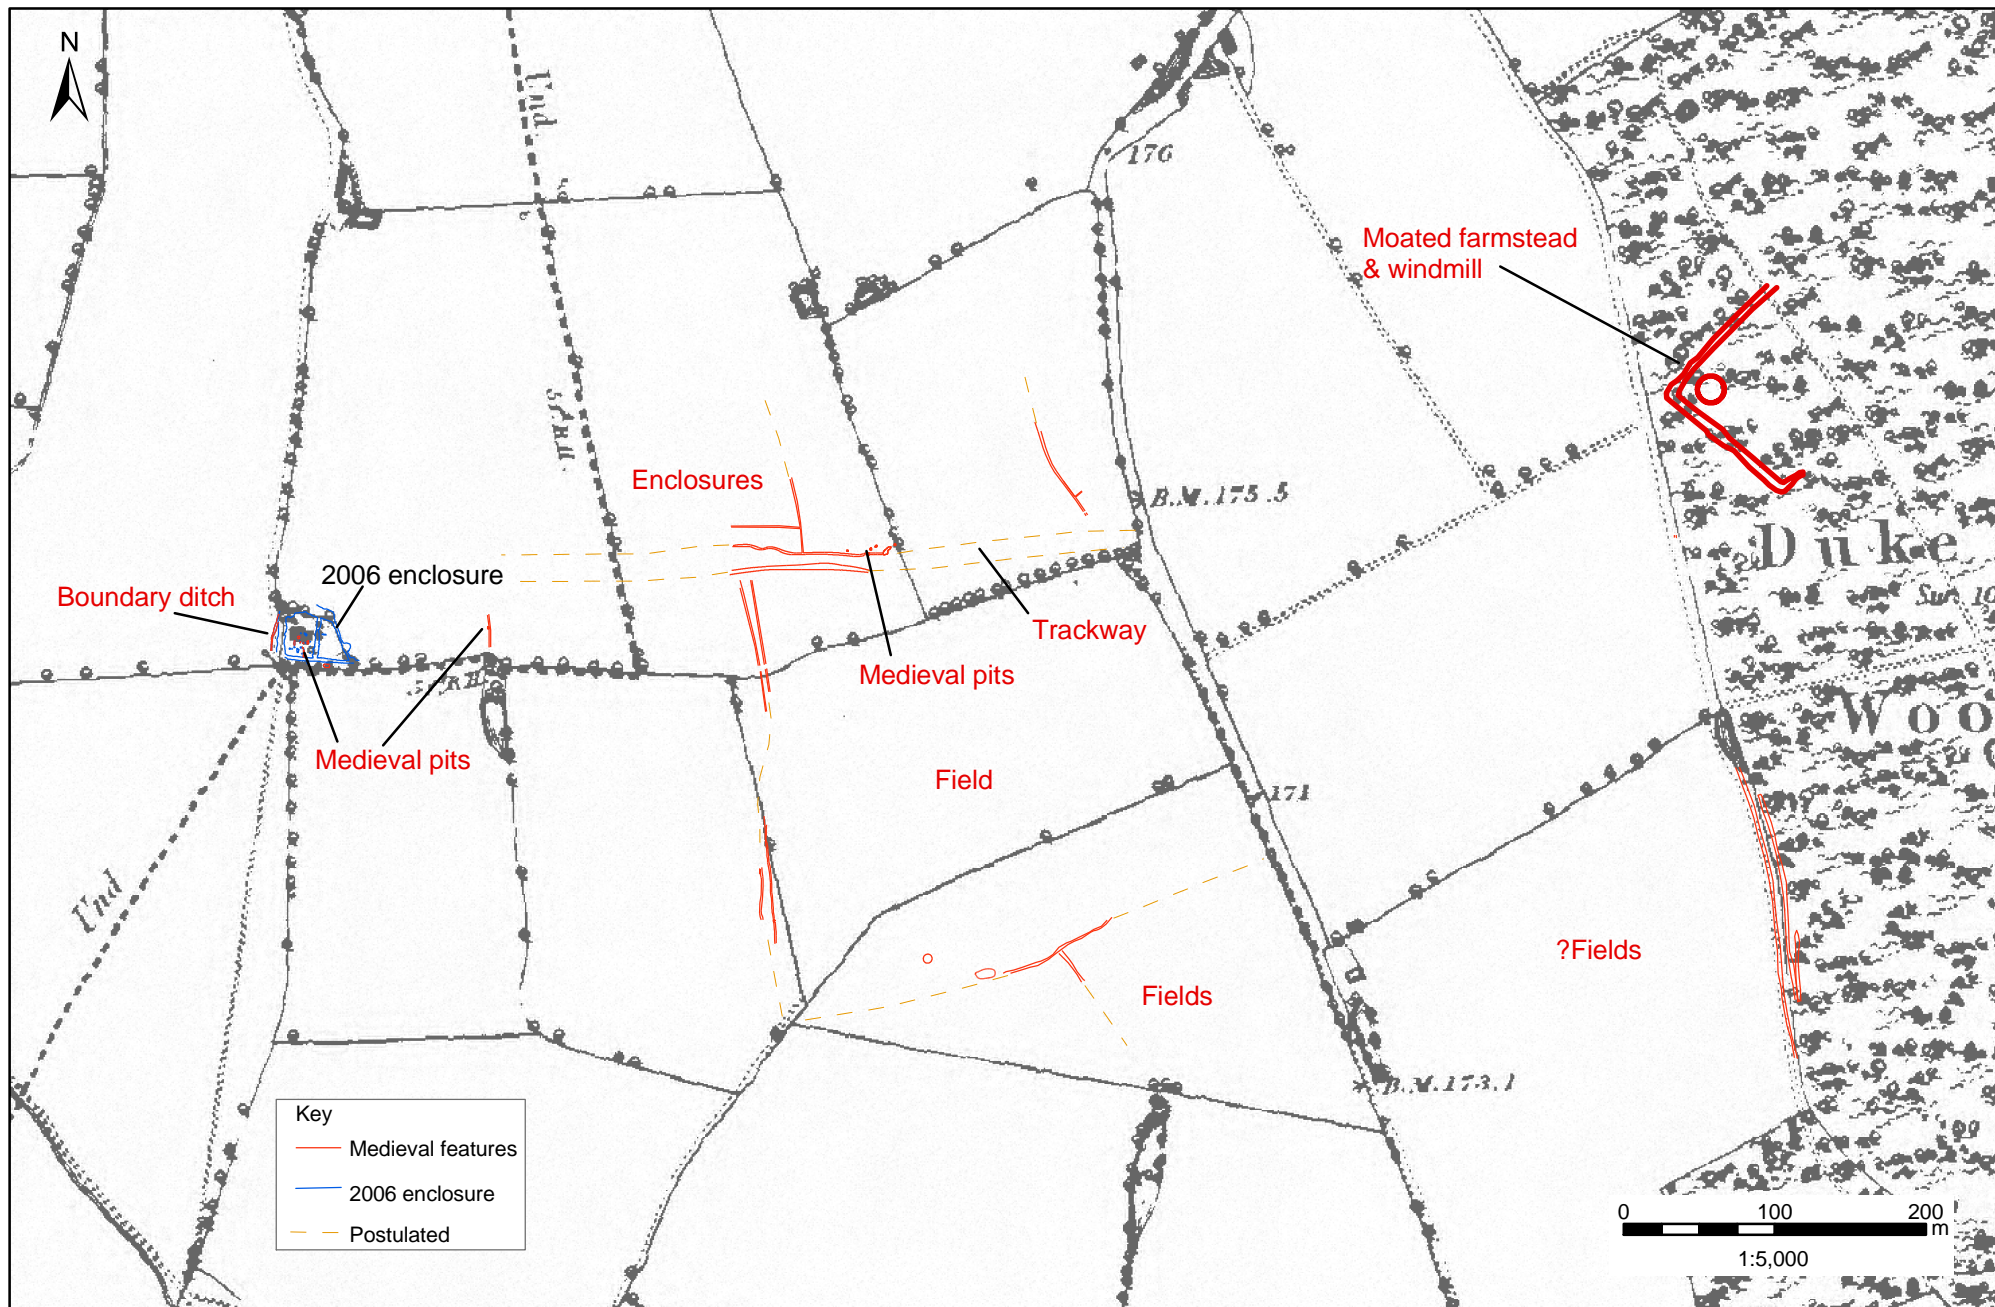 N
Und
176
Moated farmstead
& windmill
Enclosures
B.M.175.5
Duke
2006 enclosure
Boundary ditch
Trackway
Medieval pits
Woo
Medieval pits
Field
171
Und
?Fields
Fields
B.M.173.1
Key
Medieval features
2006 enclosure
Postulated
0 100 200
m
1:5,000